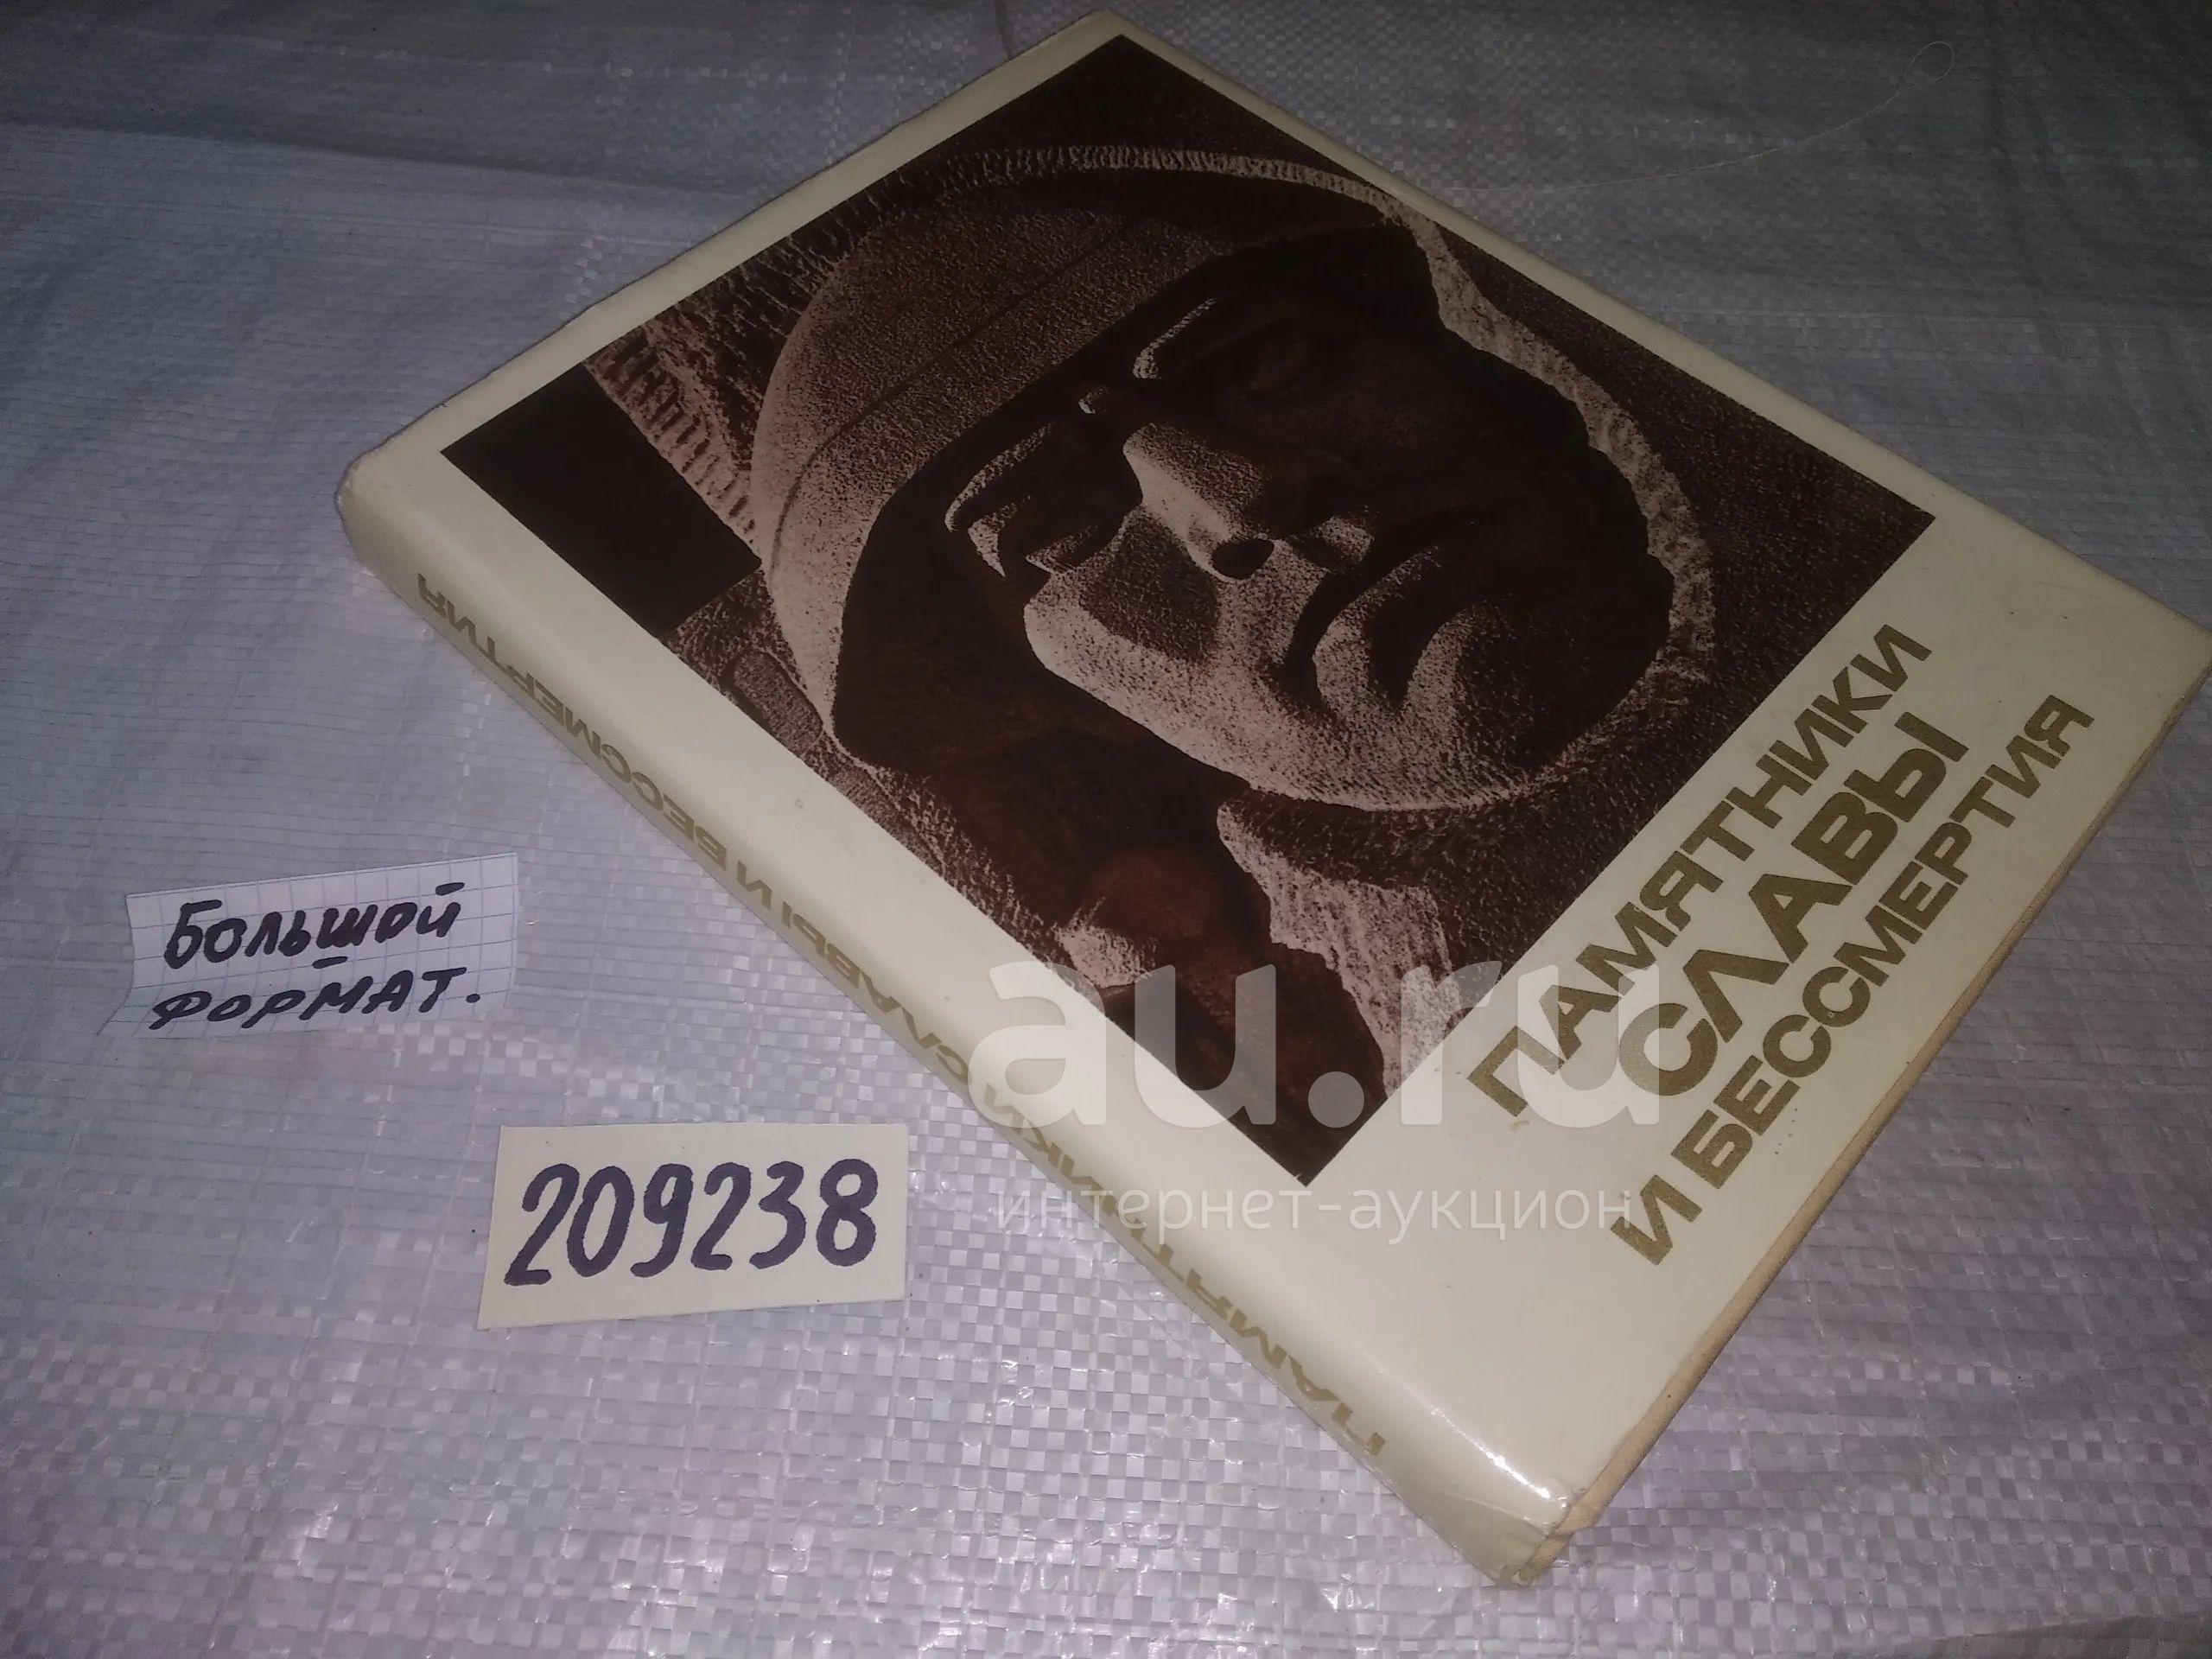 ПАМЯТНИКИ
СЛАВЫ
И БЕССМЕРТИЯ
ПАМЯТНИКИ СЛАВЫ И БЕССМЕРТИЯ
БОЛЬШОЙ
ФОРМАТ.
209238
au.ru
интернет-аукцион